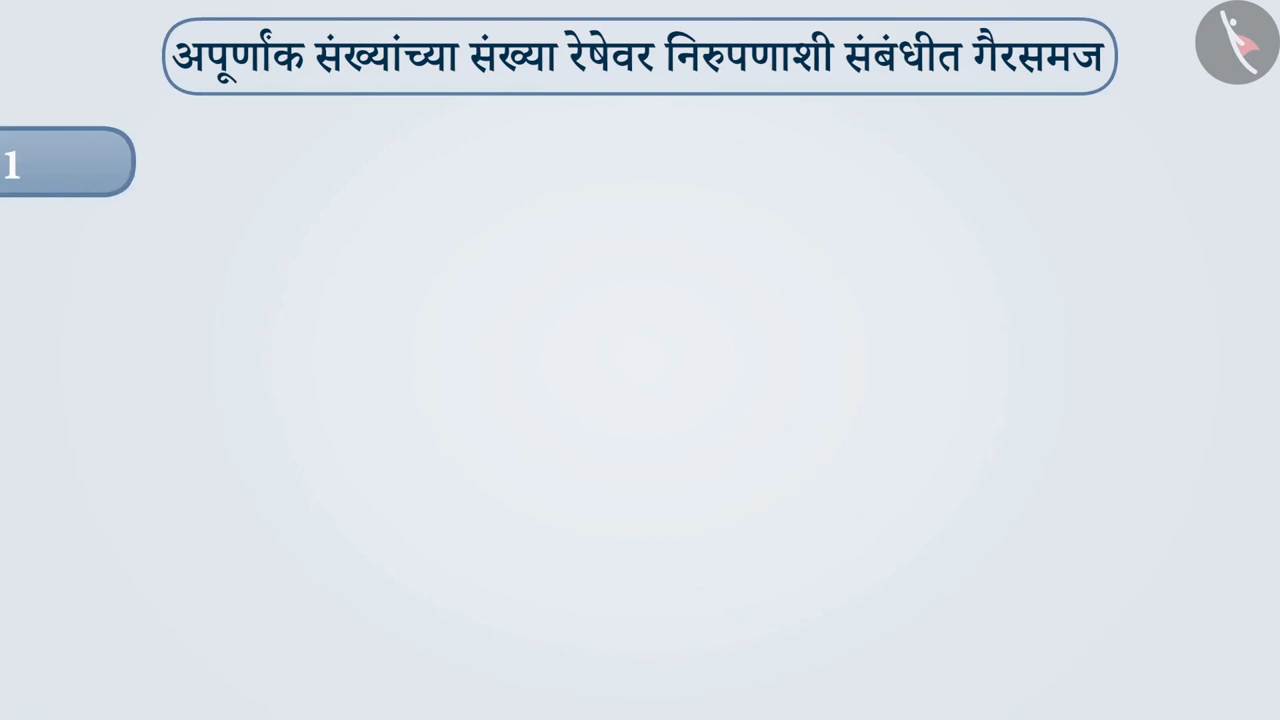 अपूर्णांक संख्यांच्या संख्या रेषेवर निरुपणाशी संबंधीत गैरसमज
1